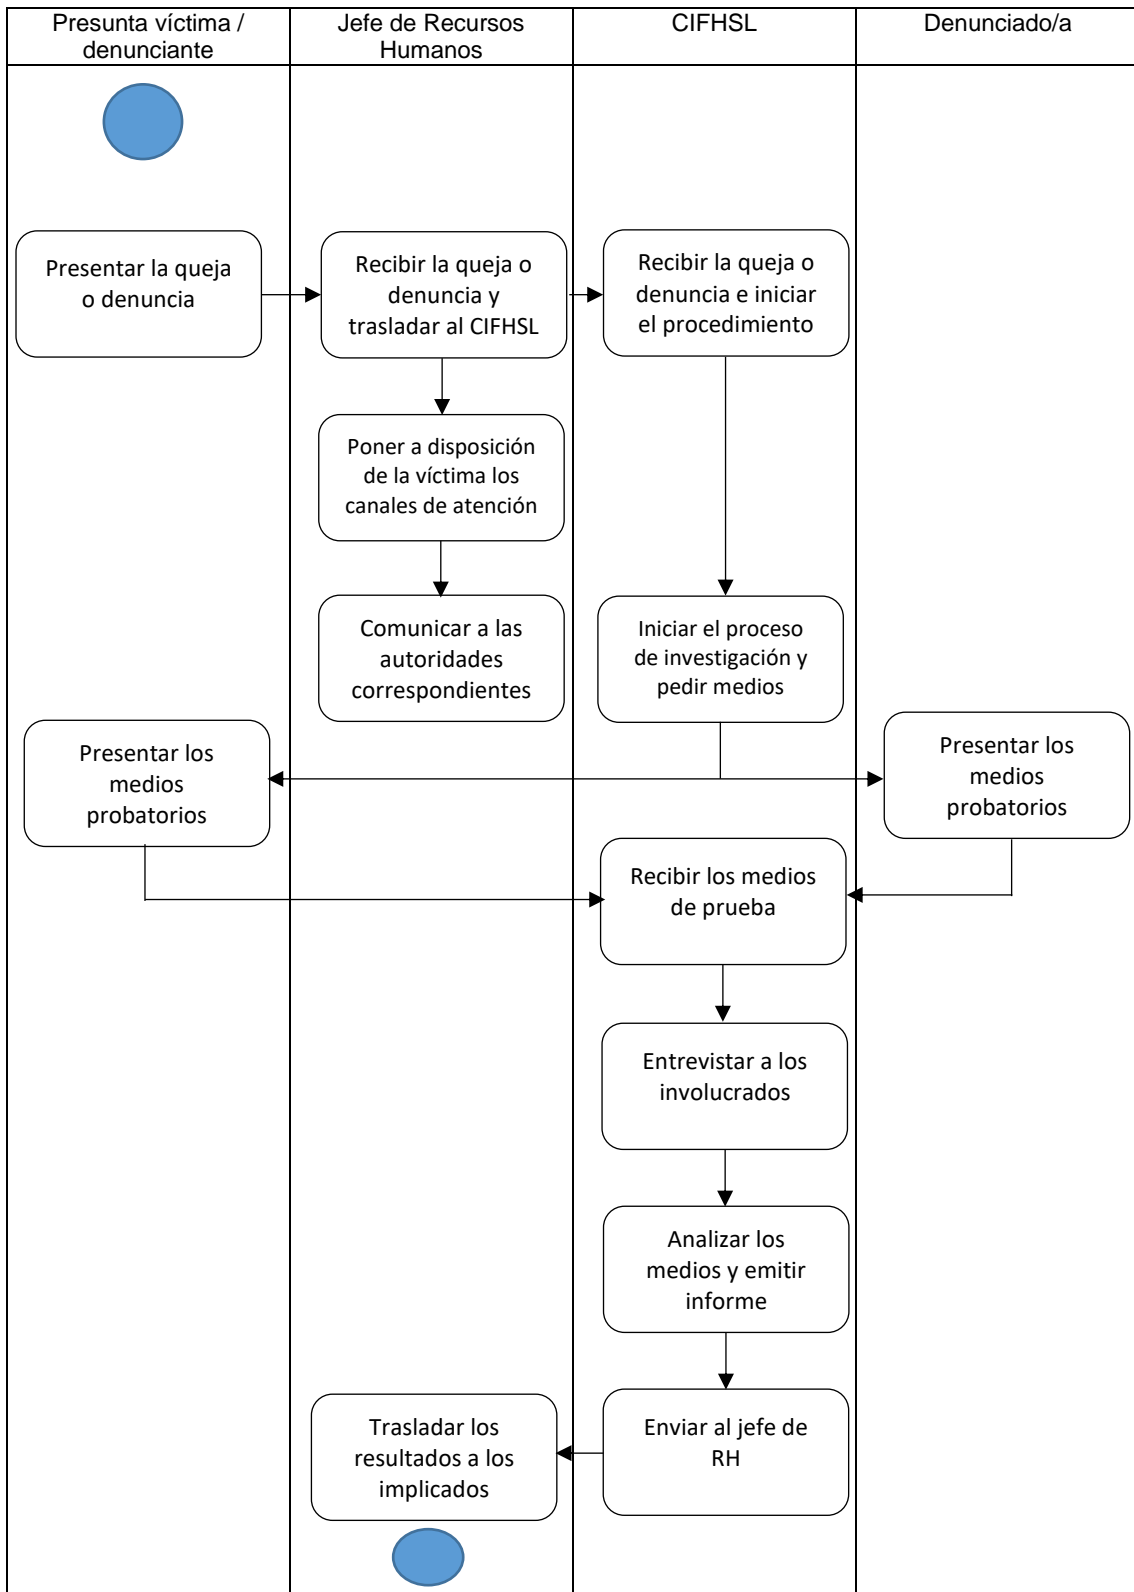 Presunta víctima /
denunciante
Jefe de Recursos
Humanos
CIFHSL
Denunciado/a
Presentar la queja
o denuncia
Recibir la queja o
denuncia y
trasladar al CIFHSL
Recibir la queja o
denuncia e iniciar
el procedimiento
Poner a disposición
de la víctima los
canales de atención
Comunicar a las
autoridades
correspondientes
Iniciar el proceso
de investigación y
pedir medios
Presentar los
medios
probatorios
Presentar los
medios
probatorios
Recibir los medios
de prueba
Entrevistar a los
involucrados
Analizar los
medios y emitir
informe
Trasladar los
resultados a los
implicados
Enviar al jefe de
RH